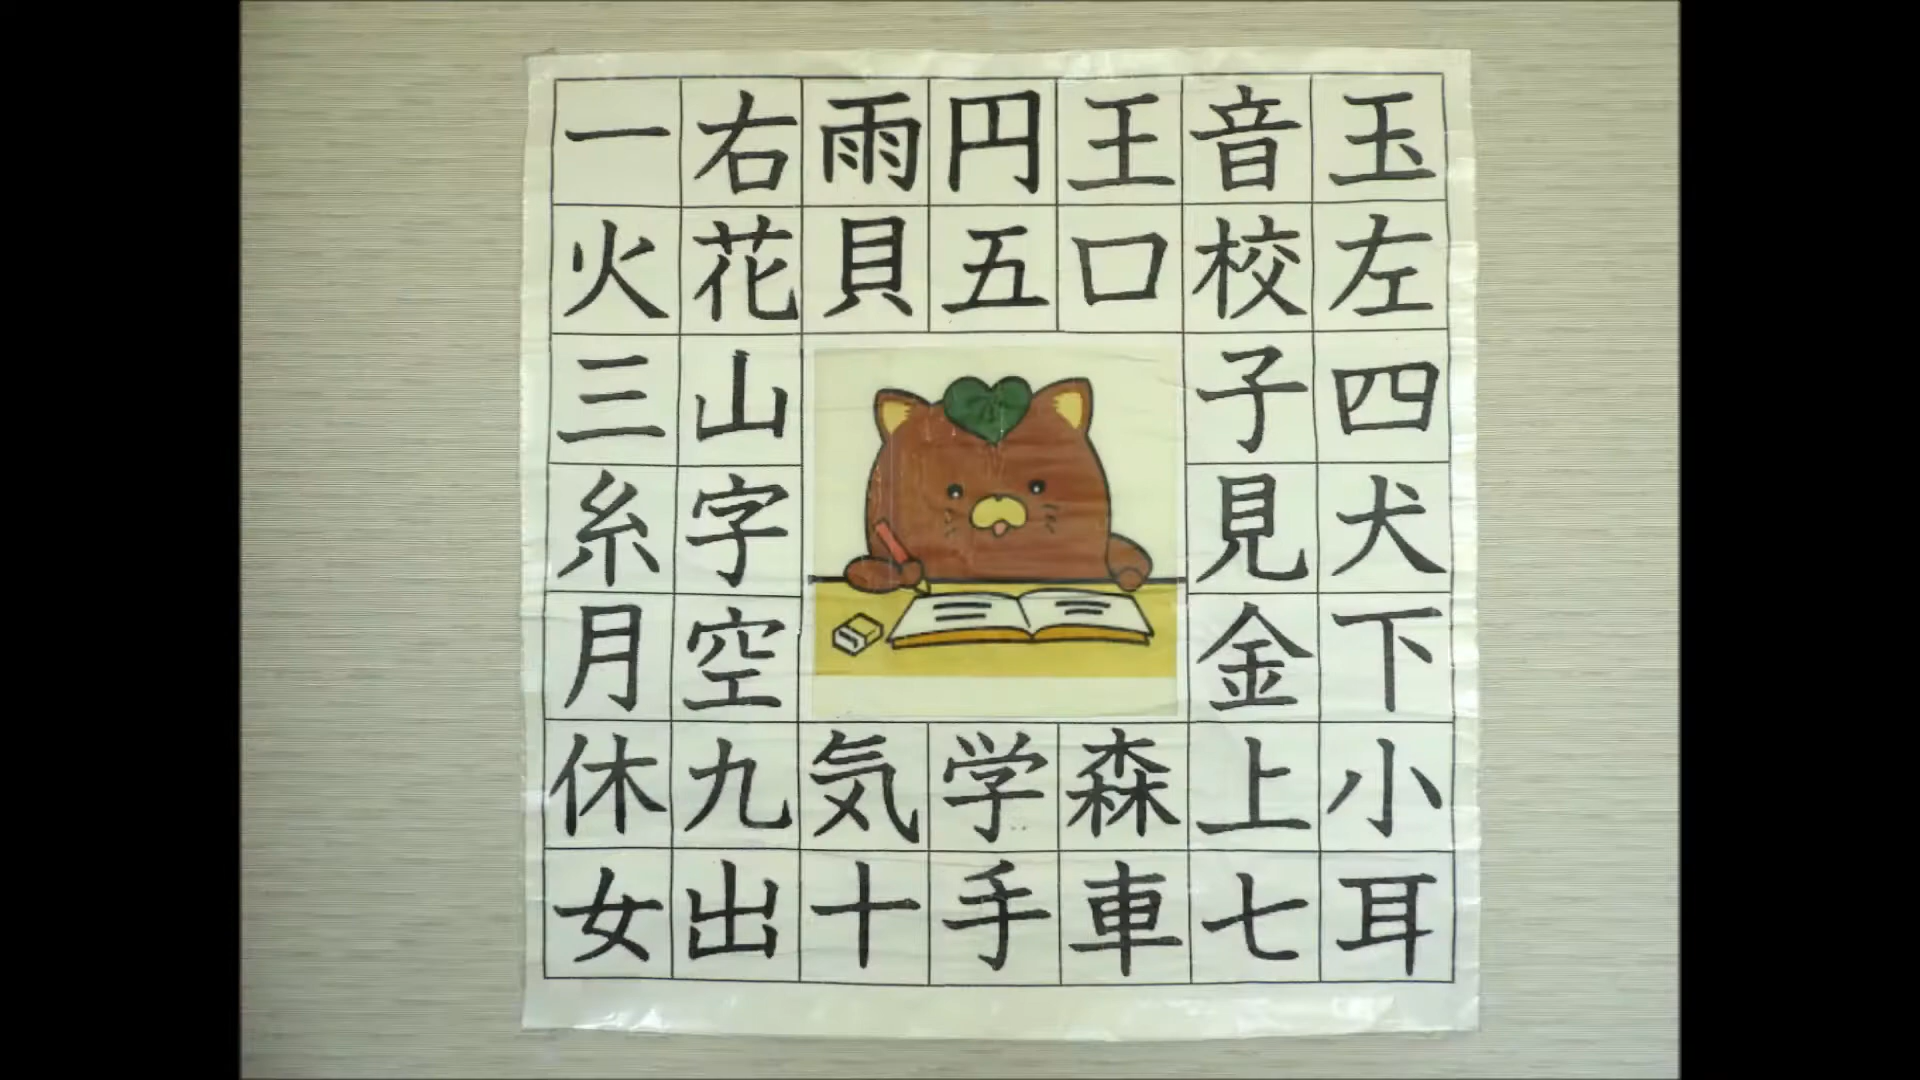 一右雨円王音玉
火花貝五口校左
三山子四
糸字見犬
月空金下
休九気学森上小
女出十手車七耳